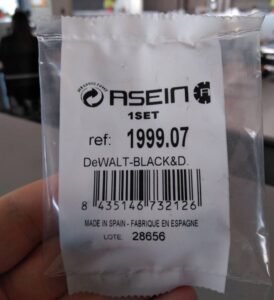 ASEIN
1SET
ref: 1999.07
DeWALT-BLACK&D.
8 435146 732126
MADE IN SPAIN - FABRIQUE EN ESPAGNE
LOTE: 28656